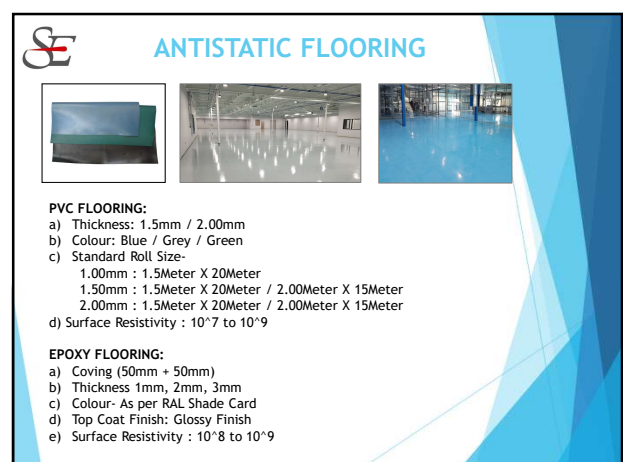 SE
ANTISTATIC FLOORING
PVC FLOORING:
a) Thickness: 1.5mm / 2.00mm
b) Colour: Blue / Grey / Green
c) Standard Roll Size-
1.00mm : 1.5Meter X 20Meter
1.50mm : 1.5Meter X 20Meter / 2.00Meter X 15Meter
2.00mm : 1.5Meter X 20Meter / 2.00Meter X 15Meter
d) Surface Resistivity : 10^7 to 10^9
EPOXY FLOORING:
a) Coving (50mm + 50mm)
b) Thickness 1mm, 2mm, 3mm
c) Colour- As per RAL Shade Card
d) Top Coat Finish: Glossy Finish
e) Surface Resistivity : 10^8 to 10^9